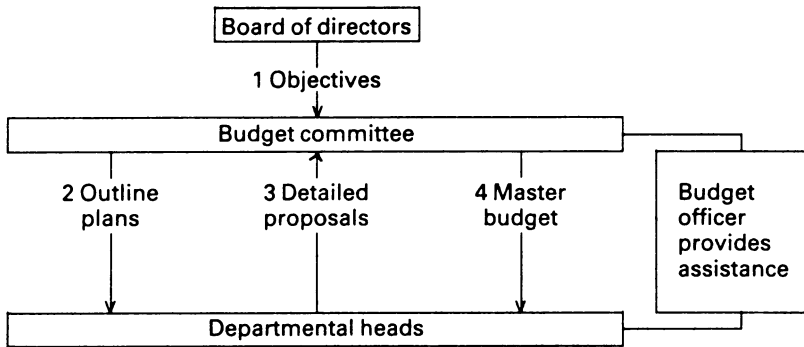 Board of directors
1 Objectives
Budget committee
2 Outline
plans
3 Detailed
proposals
4 Master
budget
Budget
officer
provides
assistance
Departmental heads